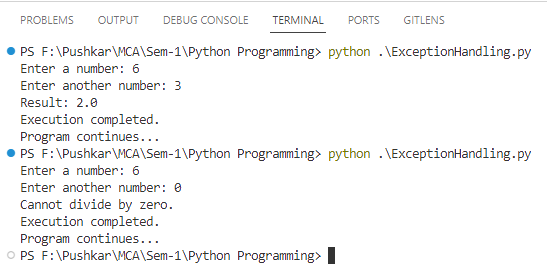 PROBLEMS OUTPUT DEBUG CONSOLE TERMINAL PORTS GITLENS
PS F:\Pushkar\MCA\Sem-1\Python Programming> python .\ExceptionHandling.py
Enter a number: 6
Enter another number: 3
Result: 2.0
Execution completed.
Program continues...
PS F:\Pushkar\MCA\Sem-1\Python Programming> python .\ExceptionHandling.py
Enter a number: 6
Enter another number: 0
Cannot divide by zero.
Execution completed.
Program continues...
PS F:\Pushkar\MCA\Sem-1\Python Programming>